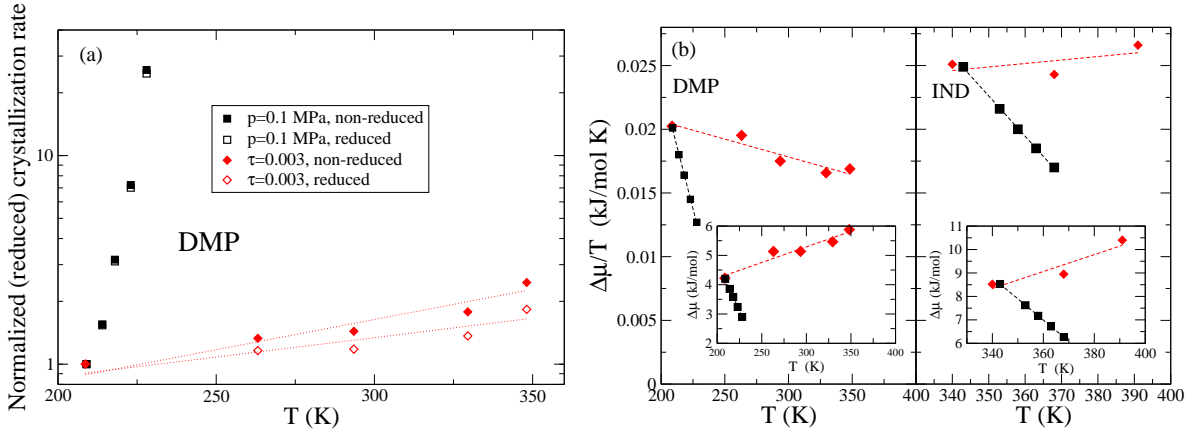 Normalized (reduced) crystallization rate
10
1
(a)
p=0.1 MPa, non-reduced
p=0.1 MPa, reduced
τ=0.003, non-reduced
τ=0.003, reduced
DMP
200 250 300 350
T (K)
(b)
Δμ/T (kJ/mol K)
0.025
0.02
0.015
0.01
0.005
0
DMP
Δμ (kJ/mol)
6
5
4
3
2
200 250 300 350 400
T (K)
200 250 300 350 400
T (K)
IND
Δμ (kJ/mol)
11
10
9
8
7
6
340 360 380 400
T (K)
340 350 360 370 380 390 400
T (K)